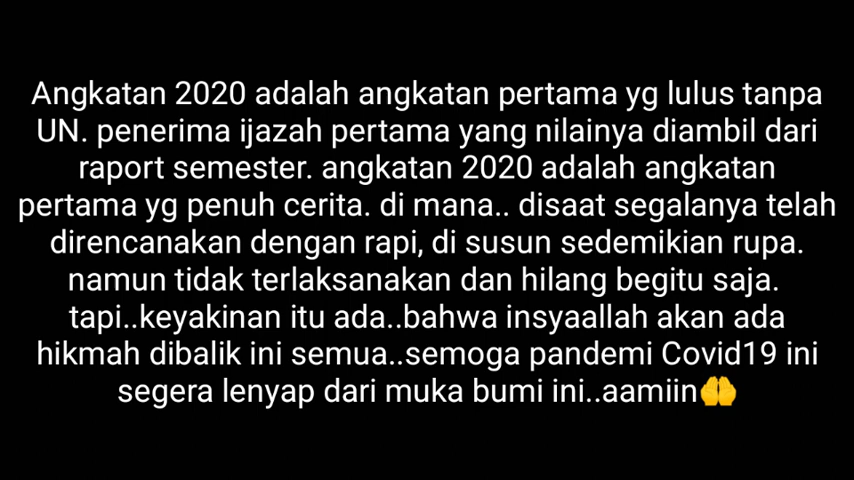 Angkatan 2020 adalah angkatan pertama yg lulus tanpa
UN. penerima ijazah pertama yang nilainya diambil dari
raport semester. angkatan 2020 adalah angkatan
pertama yg penuh cerita. di mana.. disaat segalanya telah
direncanakan dengan rapi, di susun sedemikian rupa.
namun tidak terlaksanakan dan hilang begitu saja.
tapi..keyakinan itu ada..bahwa insyaallah akan ada
hikmah dibalik ini semua..semoga pandemi Covid19 ini
segera lenyap dari muka bumi ini..aamiin🤲